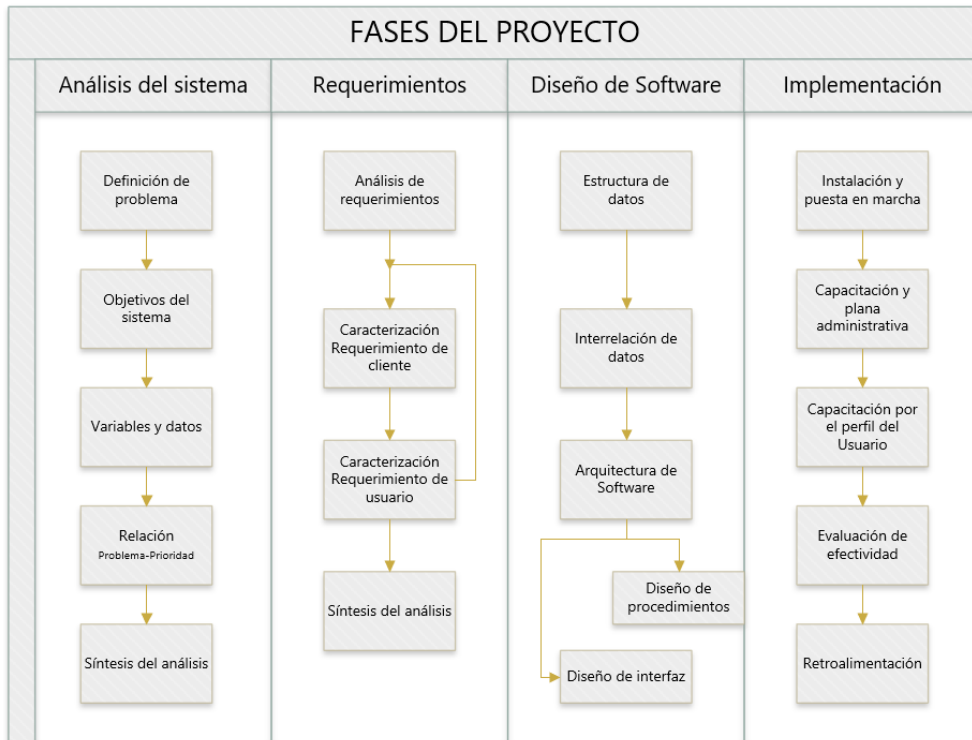 FASES DEL PROYECTO
Análisis del sistema
Requerimientos
Diseño de Software
Implementación
Definición de
problema
Objetivos del
sistema
Variables y datos
Relación
Problema-Prioridad
Síntesis del análisis
Análisis de
requerimientos
Caracterización
Requerimiento de
cliente
Caracterización
Requerimiento de
usuario
Síntesis del análisis
Estructura de
datos
Interrelación de
datos
Arquitectura de
Software
Diseño de
procedimientos
Diseño de interfaz
Instalación y
puesta en marcha
Capacitación y
plana
administrativa
Capacitación por
el perfil del
Usuario
Evaluación de
efectividad
Retroalimentación